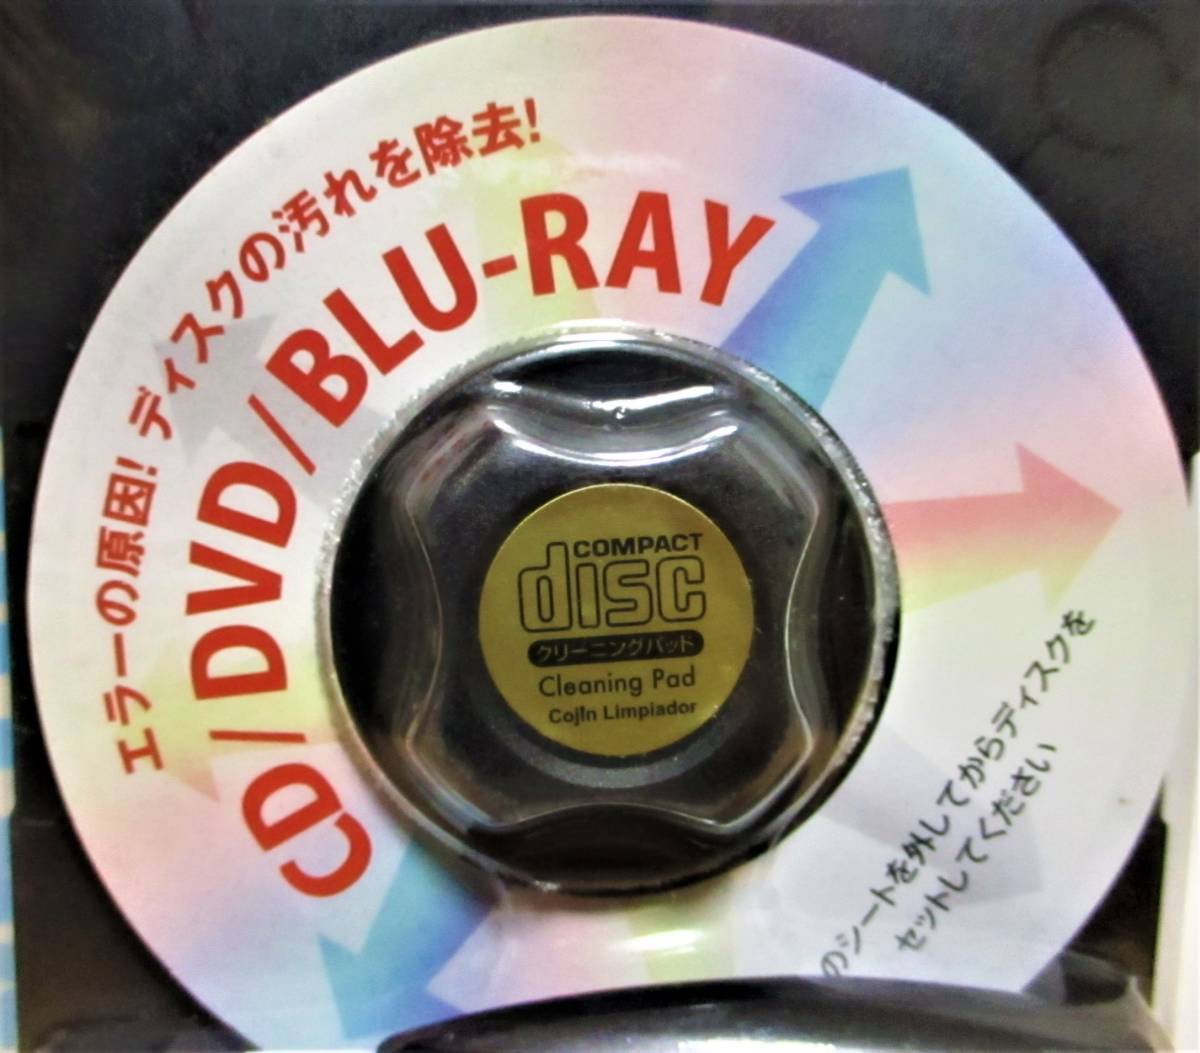 エラーの原因! ディスクの汚れを除去!
CD/DVD/BLU-RAY
COMPACT
disc
クリーニングパッド
Cleaning Pad
Cojin Limpiador
のシートを外してからディスクを
セットしてください